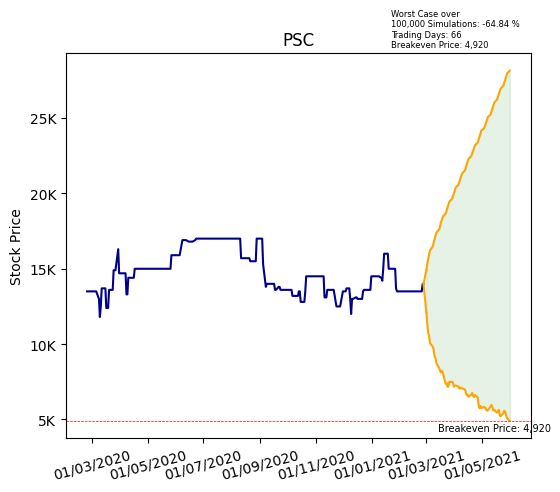 Worst Case over
100,000 Simulations: -64.84 %
Trading Days: 66
Breakeven Price: 4,920
PSC
Stock Price
25K
20K
15K
10K
5K
Breakeven Price: 4,920
01/03/2020 01/05/2020 01/07/2020 01/09/2020 01/11/2020 01/01/2021 01/03/2021 01/05/2021